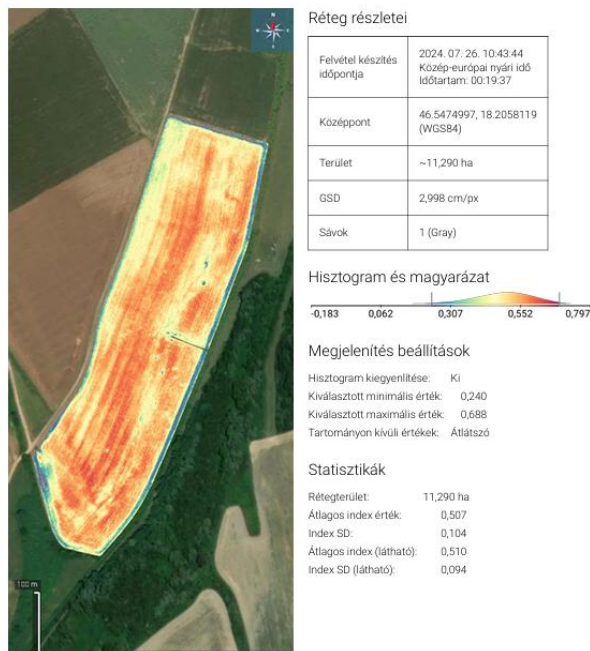 N
100 m
Réteg részletei
Felvétel készítés időpontja
2024. 07. 26. 10:43:44
Közép-európai nyári idő
Időtartam: 00:19:37
Középpont
46.5474997, 18.2058119
(WGS84)
Terület
~11,290 ha
GSD
2,998 cm/px
Sávok
1 (Gray)
Hisztogram és magyarázat
-0,183 0,062 0,307 0,552 0,797
Megjelenítés beállítások
Hisztogram kiegyenlítése: Ki
Kiválasztott minimális érték: 0,240
Kiválasztott maximális érték: 0,688
Tartományon kívüli értékek: Átlátszó
Statisztikák
Rétegterület: 11,290 ha
Átlagos index érték: 0,507
Index SD: 0,104
Átlagos index (látható): 0,510
Index SD (látható): 0,094